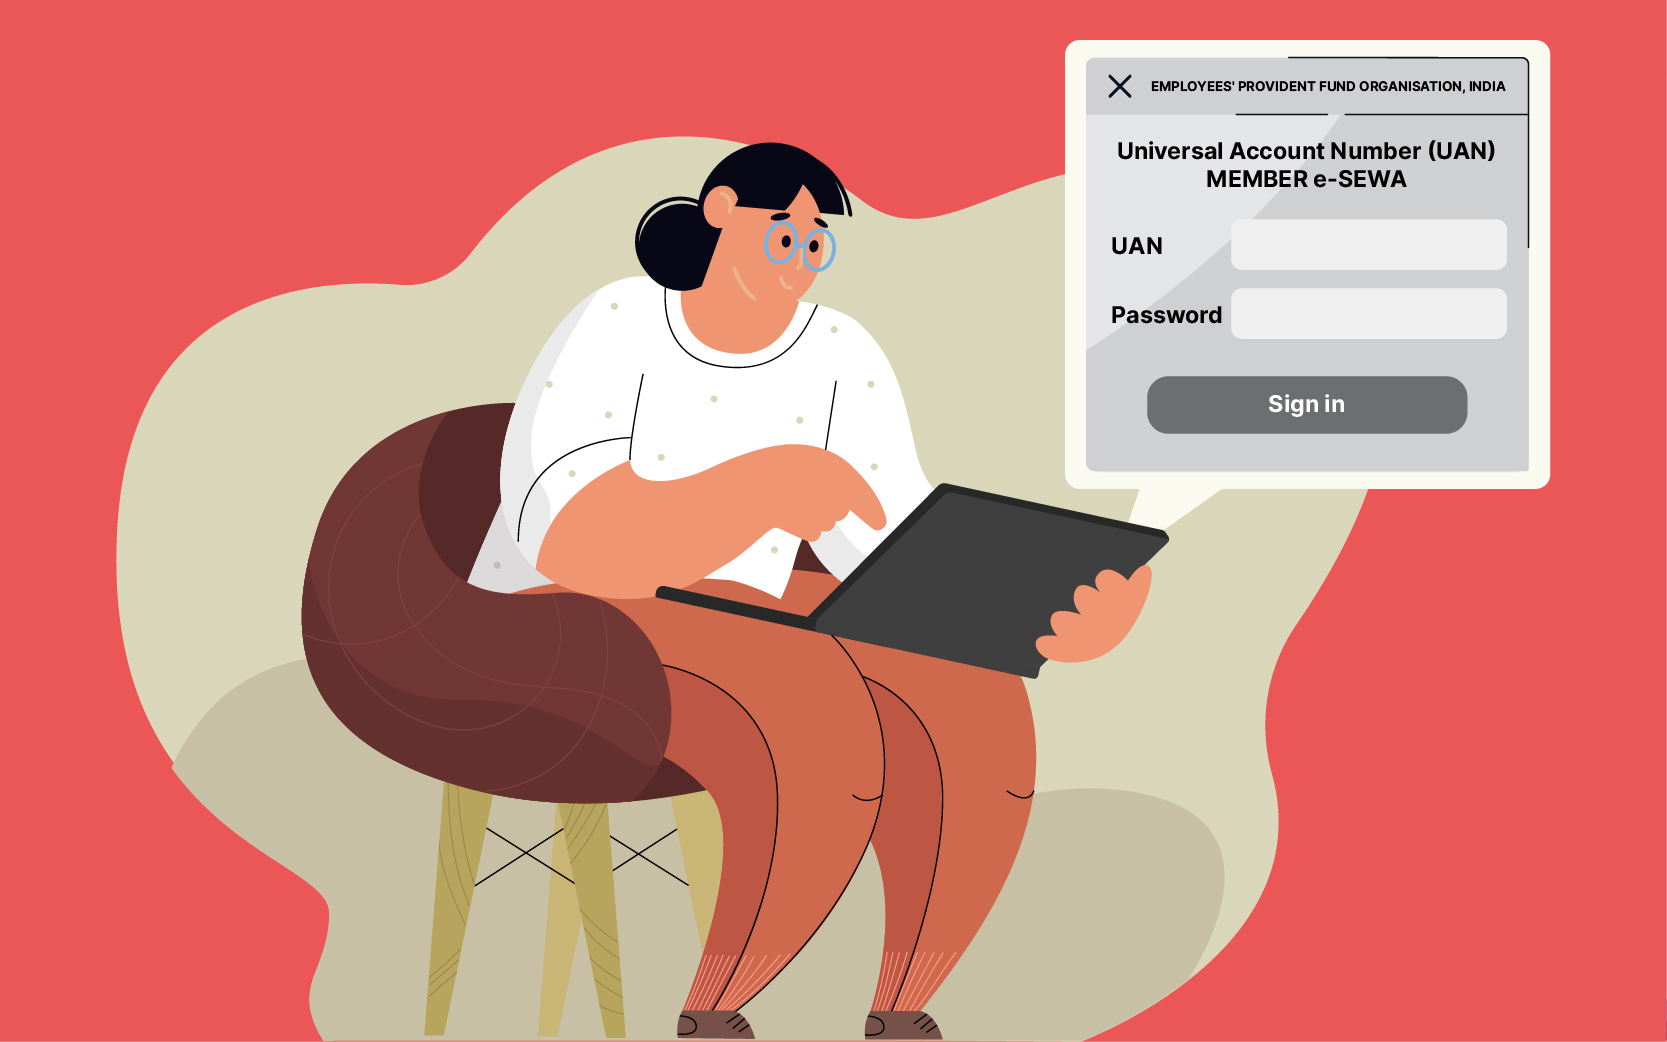 EMPLOYEES' PROVIDENT FUND ORGANISATION, INDIA
Universal Account Number (UAN)
MEMBER e-SEWA
UAN
Password
Sign in